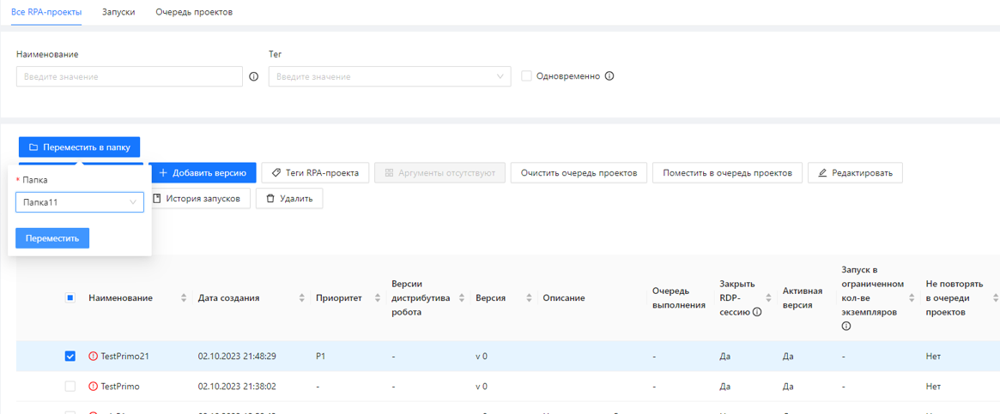 Все RPA-проекты Запуски Очередь проектов
Наименование Тег
Введите значение Введите значение Одновременно
Переместить в папку
Добавить версию Теги RPA-проекта Аргументы отсутствуют Очистить очередь проектов Поместить в очередь проектов Редактировать
* Папка
Папка11 История запусков Удалить
Переместить
Наименование Дата создания Приоритет Версии дистрибутива робота Версия Описание Очередь выполнения Закрыть RDP-сессию Активная версия Запуск в ограниченном кол-ве экземпляров Не повторять в очереди проектов
TestPrimo21 02.10.2023 21:48:29 P1 - v 0 - Да Да - Нет
TestPrimo 02.10.2023 21:38:02 - - v 0 - Да Да - Нет